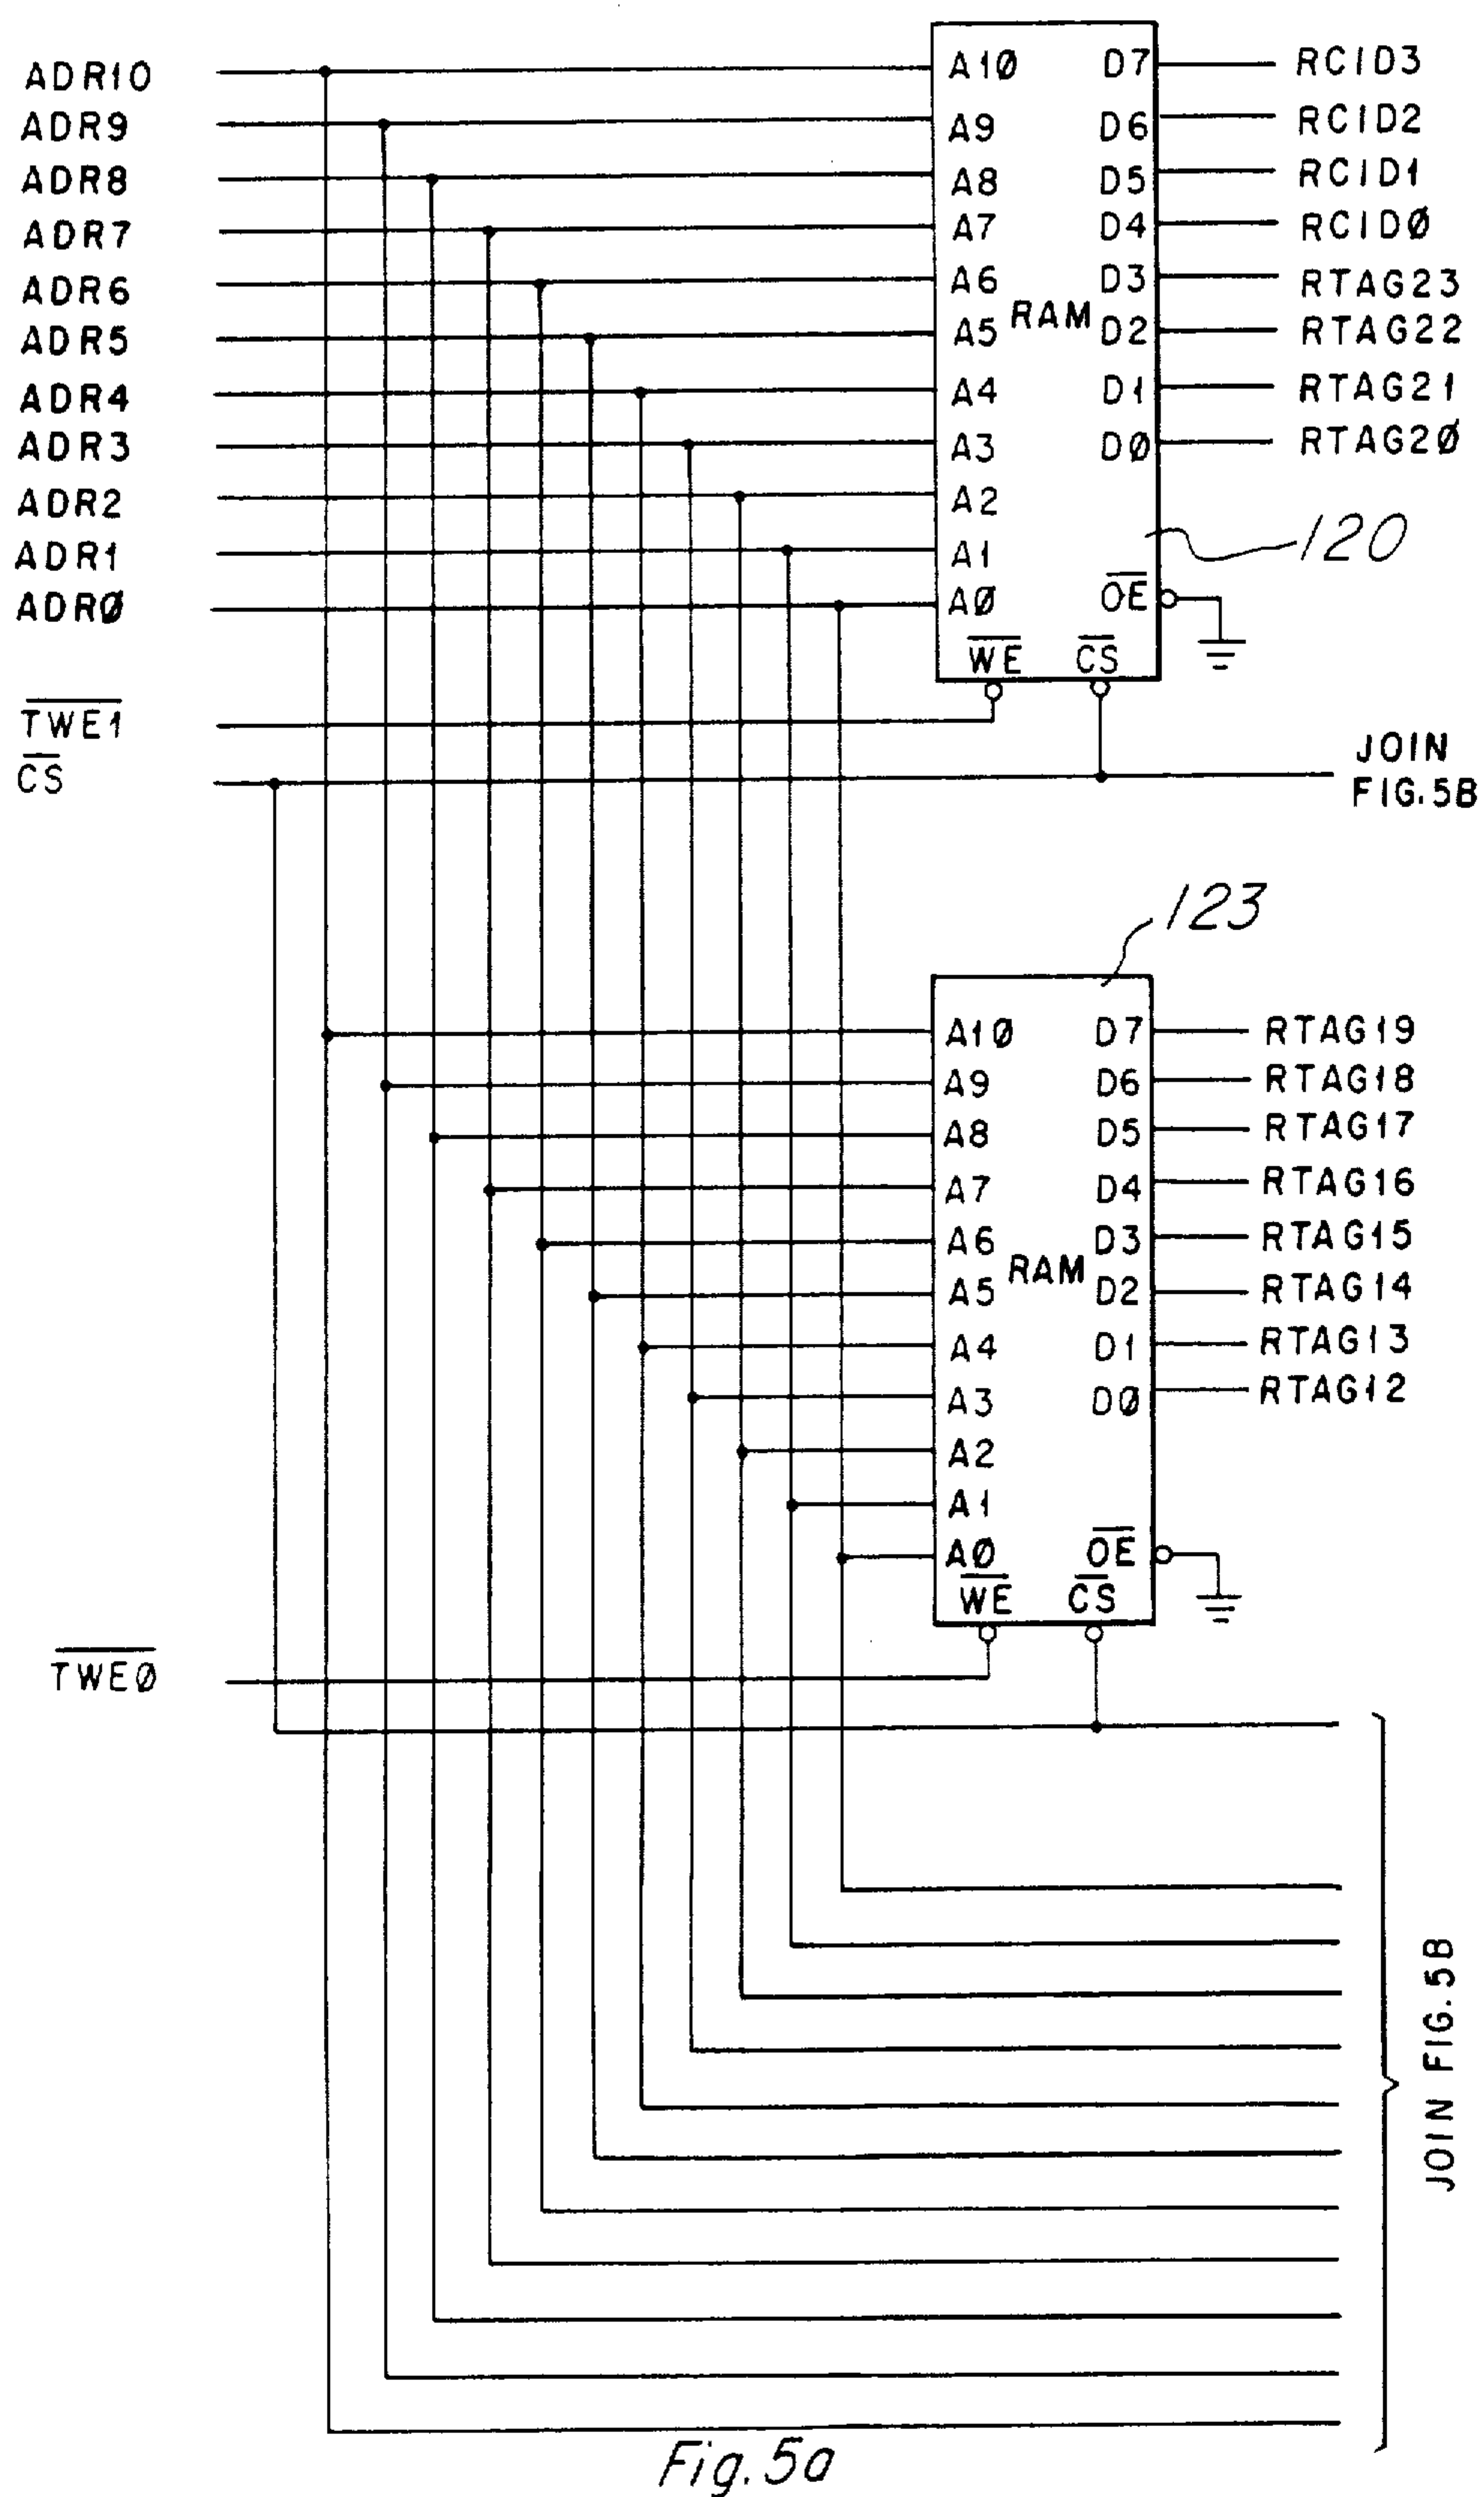 ADR10
ADR9
ADR8
ADR7
ADR6
ADR5
ADR4
ADR3
ADR2
ADR1
ADRØ
TWE1
CS
A10 D7
A9 D6
A8 D5
A7 D4
A6 D3
A5 RAM D2
A4 D1
A3 DØ
A2
A1
AØ OE
WE CS
RCID3
RCID2
RCID1
RCIDØ
RTAG23
RTAG22
RTAG21
RTAG20
120
JOIN
FIG.5B
123
A10 D7
A9 D6
A8 D5
A7 D4
A6 D3
A5 RAM D2
A4 D1
A3 DØ
A2
A1
AØ OE
WE CS
RTAG19
RTAG18
RTAG17
RTAG16
RTAG15
RTAG14
RTAG13
RTAG12
TWEØ
JOIN FIG.5B
Fig.5a